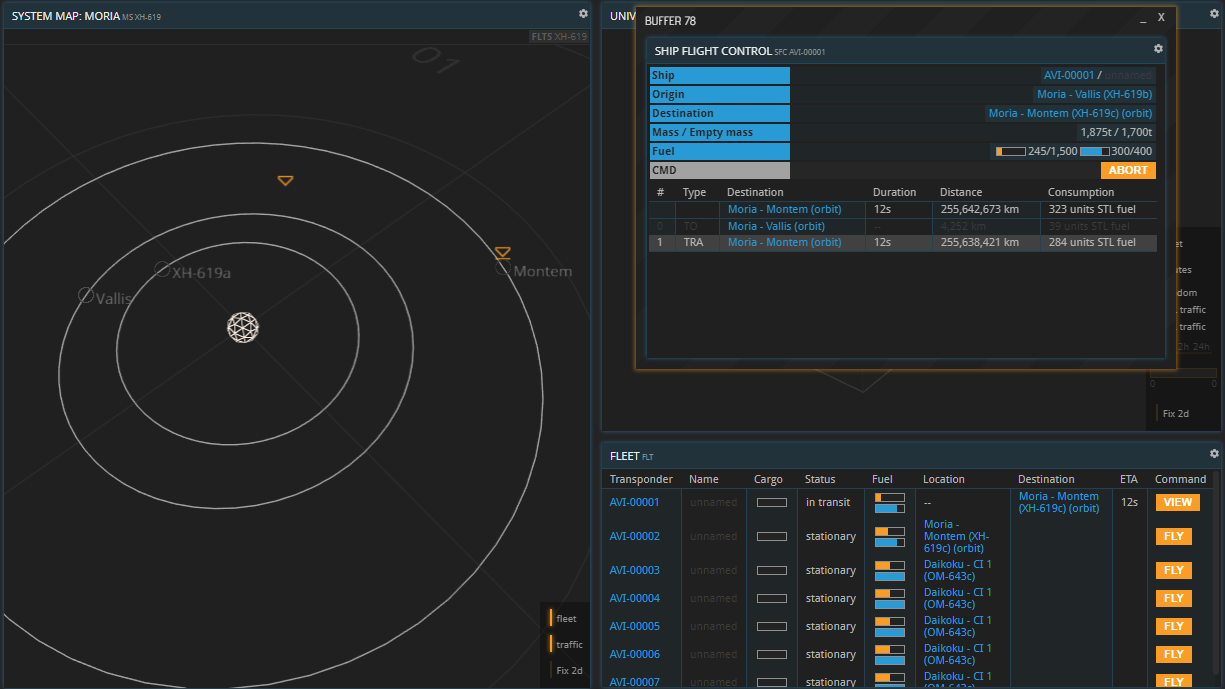 SYSTEM MAP: MORIA MS XH-619
FLTS XH-619
01
XH-619a
Vallis
Montem
fleet
traffic
Fix 2d
UNIV
BUFFER 78
_ X
SHIP FLIGHT CONTROL SFC AVI-00001
Ship AVI-00001 / unnamed
Origin Moria - Vallis (XH-619b)
Destination Moria - Montem (XH-619c) (orbit)
Mass / Empty mass 1,875t / 1,700t
Fuel 245/1,500 300/400
CMD ABORT
# Type Destination Duration Distance Consumption
Moria - Montem (orbit) 12s 255,642,673 km 323 units STL fuel
0 TO Moria - Vallis (orbit) -- 4,252 km 39 units STL fuel
1 TRA Moria - Montem (orbit) 12s 255,638,421 km 284 units STL fuel
et
utes
dom
traffic
traffic
2h 24h
0 0
Fix 2d
FLEET FLT
Transponder Name Cargo Status Fuel Location Destination ETA Command
AVI-00001 unnamed in transit -- Moria - Montem (XH-619c) (orbit) 12s VIEW
AVI-00002 unnamed stationary Moria - Montem (XH-619c) (orbit) FLY
AVI-00003 unnamed stationary Daikoku - CI 1 (OM-643c) FLY
AVI-00004 unnamed stationary Daikoku - CI 1 (OM-643c) FLY
AVI-00005 unnamed stationary Daikoku - CI 1 (OM-643c) FLY
AVI-00006 unnamed stationary Daikoku - CI 1 (OM-643c) FLY
AVI-00007 unnamed stationary Daikoku - CI 1 FLY